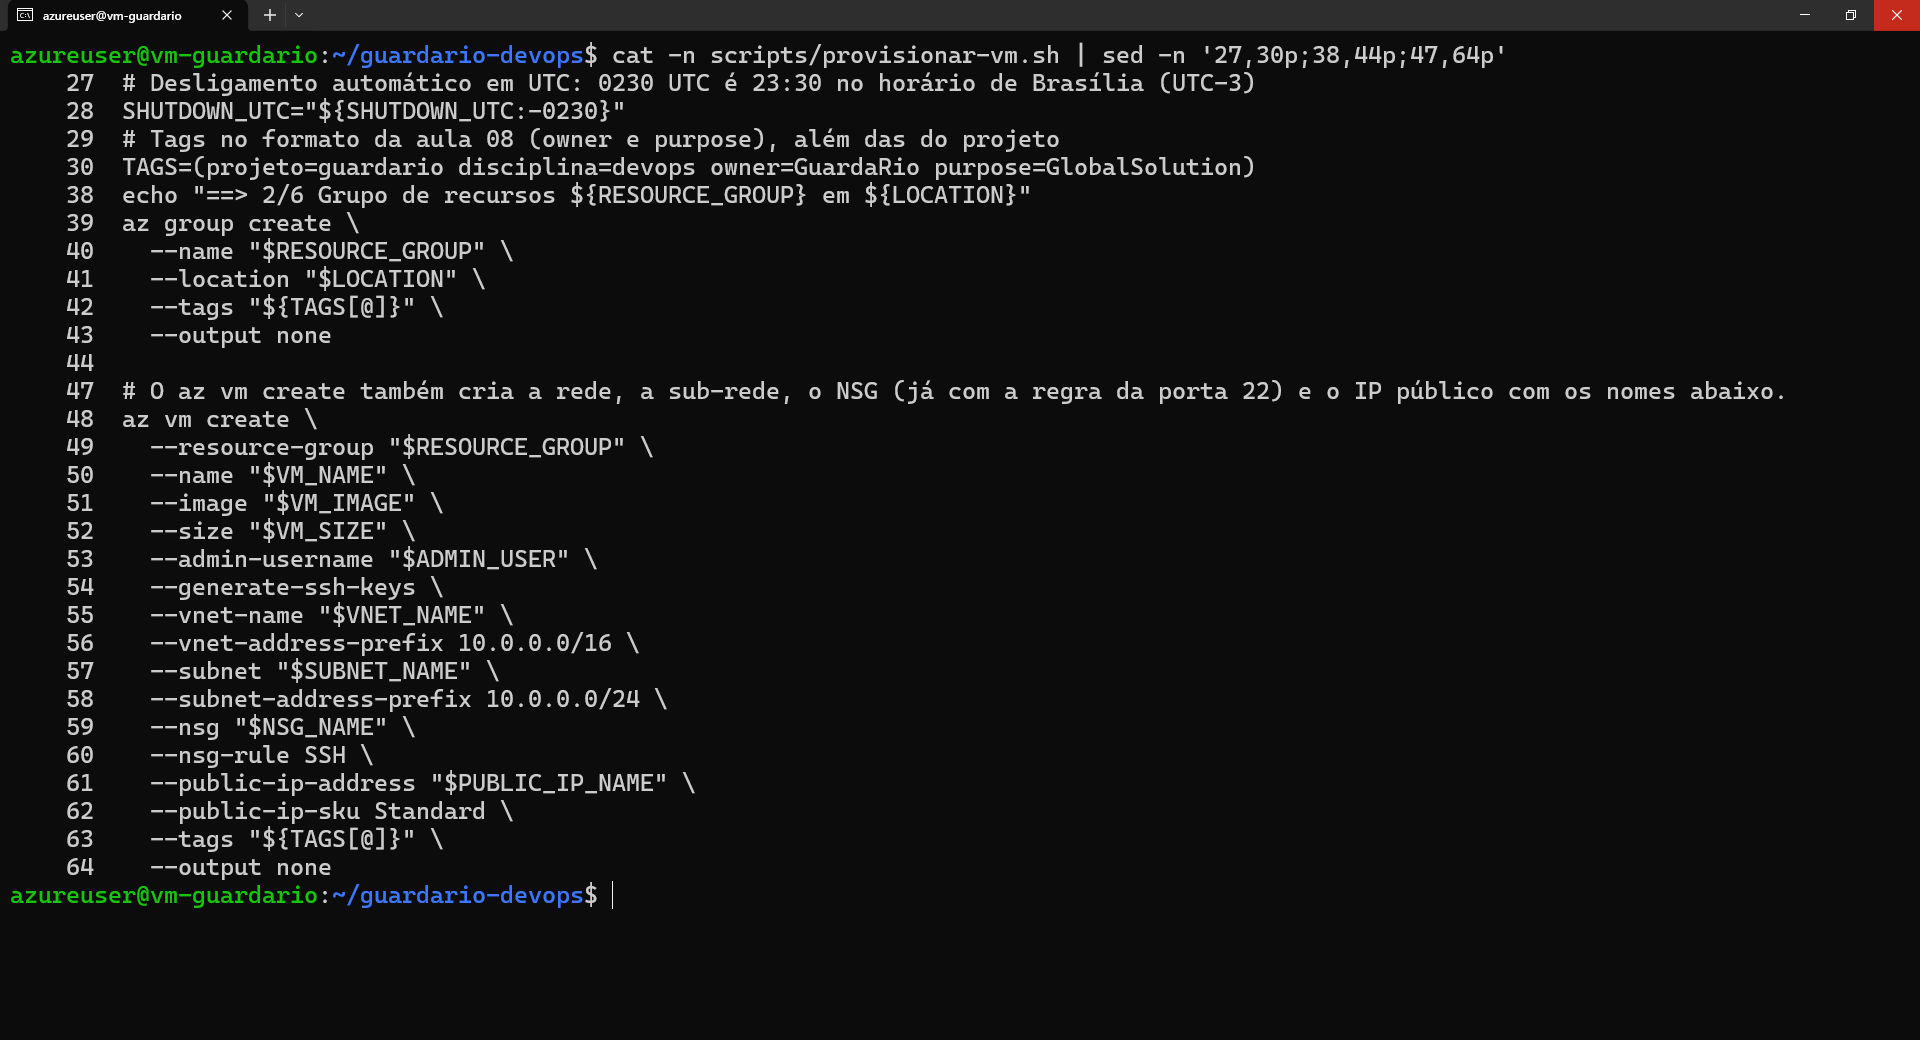 azureuser@vm-guardario
azureuser@vm-guardario:~/guardario-devops$ cat -n scripts/provisionar-vm.sh | sed -n '27,30p;38,44p;47,64p'
    27  # Desligamento automático em UTC: 0230 UTC é 23:30 no horário de Brasília (UTC-3)
    28  SHUTDOWN_UTC="${SHUTDOWN_UTC:-0230}"
    29  # Tags no formato da aula 08 (owner e purpose), além das do projeto
    30  TAGS=(projeto=guardario disciplina=devops owner=GuardaRio purpose=GlobalSolution)
    38  echo "==> 2/6 Grupo de recursos ${RESOURCE_GROUP} em ${LOCATION}"
    39  az group create \
    40    --name "$RESOURCE_GROUP" \
    41    --location "$LOCATION" \
    42    --tags "${TAGS[@]}" \
    43    --output none
    44
    47  # O az vm create também cria a rede, a sub-rede, o NSG (já com a regra da porta 22) e o IP público com os nomes abaixo.
    48  az vm create \
    49    --resource-group "$RESOURCE_GROUP" \
    50    --name "$VM_NAME" \
    51    --image "$VM_IMAGE" \
    52    --size "$VM_SIZE" \
    53    --admin-username "$ADMIN_USER" \
    54    --generate-ssh-keys \
    55    --vnet-name "$VNET_NAME" \
    56    --vnet-address-prefix 10.0.0.0/16 \
    57    --subnet "$SUBNET_NAME" \
    58    --subnet-address-prefix 10.0.0.0/24 \
    59    --nsg "$NSG_NAME" \
    60    --nsg-rule SSH \
    61    --public-ip-address "$PUBLIC_IP_NAME" \
    62    --public-ip-sku Standard \
    63    --tags "${TAGS[@]}" \
    64    --output none
azureuser@vm-guardario:~/guardario-devops$